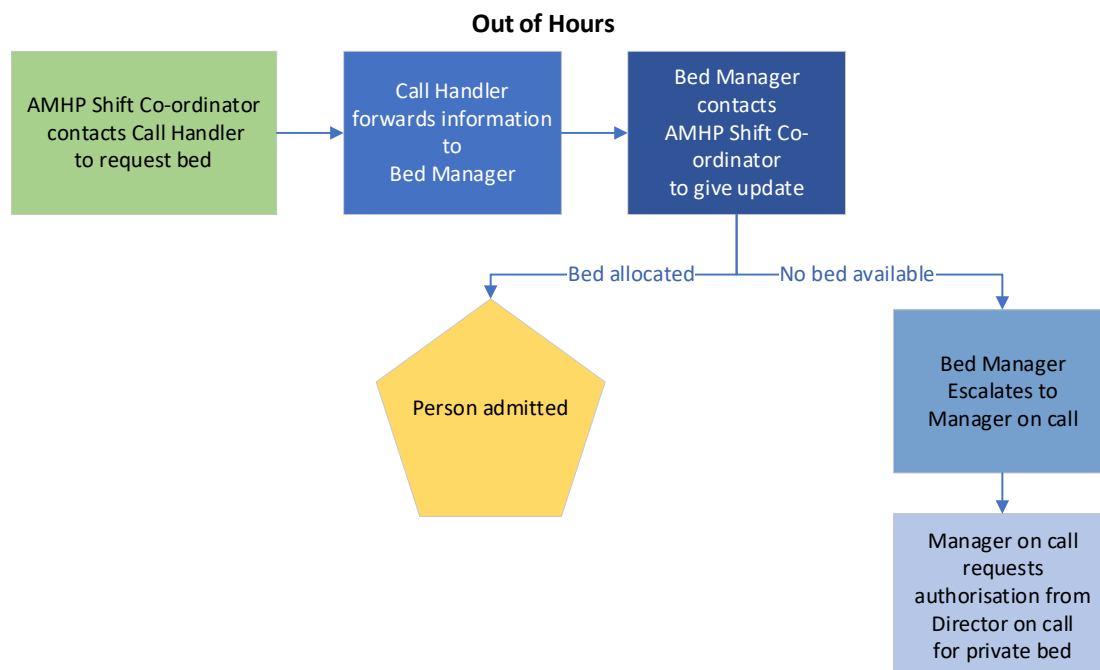 Out of Hours
AMHP Shift Co-ordinator
contacts Call Handler
to request bed
Call Handler
forwards information
to
Bed Manager
Bed Manager
contacts
AMHP Shift Co-
ordinator
to give update
Bed allocated
No bed available
Person admitted
Bed Manager
Escalates to
Manager on call
Manager on call
requests
authorisation from
Director on call
for private bed